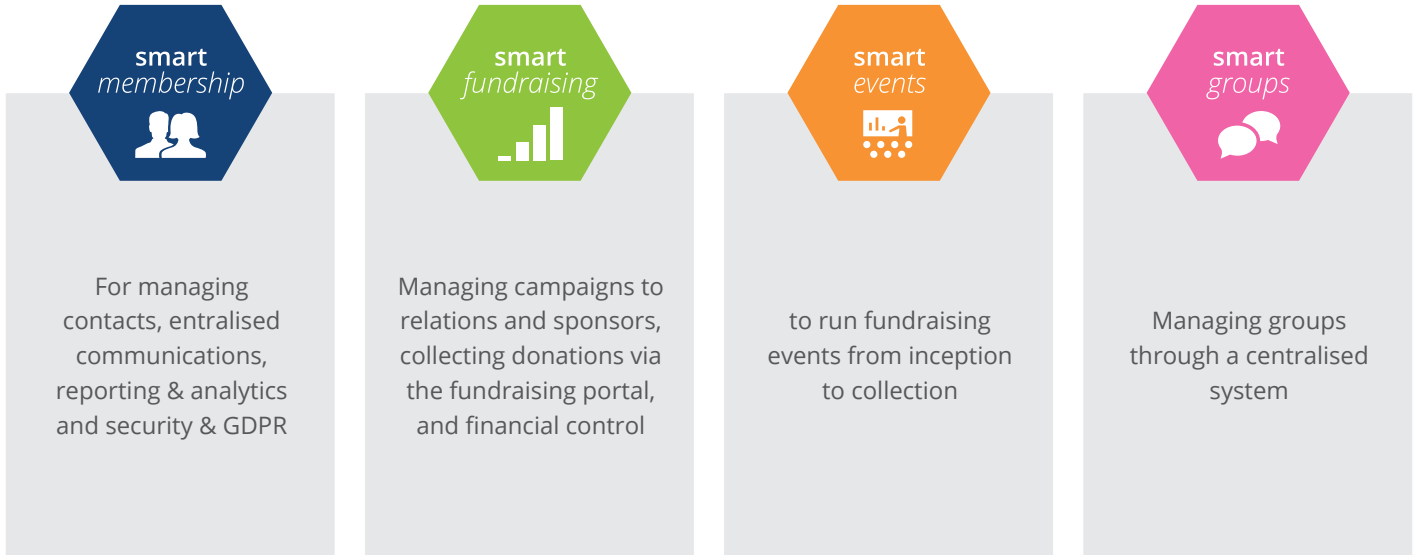 smart
membership
For managing
contacts, entralised
communications,
reporting & analytics
and security & GDPR
smart
fundraising
Managing campaigns to
relations and sponsors,
collecting donations via
the fundraising portal,
and financial control
smart
events
to run fundraising
events from inception
to collection
smart
groups
Managing groups
through a centralised
system